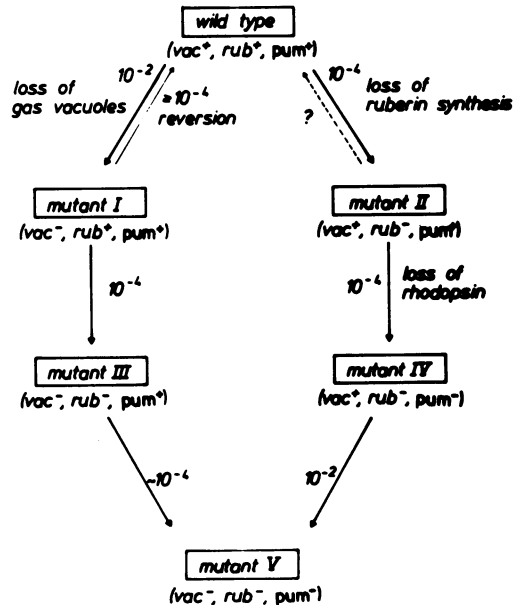 wild type
(vac⁺, rub⁺, pum⁺)
loss of
gas vacuoles
10⁻²
≈10⁻⁴
reversion
?
10⁻⁴
loss of
ruberin synthesis
mutant I
(vac⁻, rub⁺, pum⁺)
mutant II
(vac⁺, rub⁻, pum⁺)
10⁻⁴
10⁻⁴
loss of
rhodopsin
mutant III
(vac⁻, rub⁻, pum⁺)
mutant IV
(vac⁺, rub⁻, pum⁻)
~10⁻⁴
10⁻²
mutant V
(vac⁻, rub⁻, pum⁻)